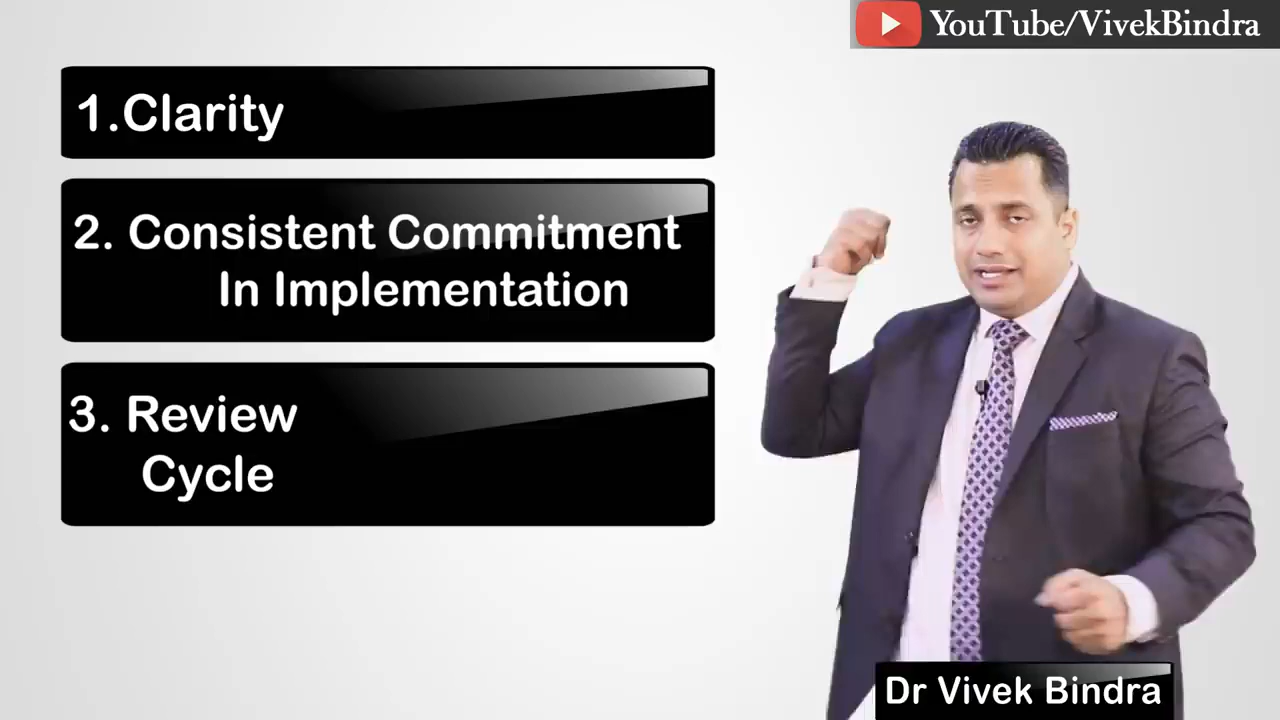 YouTube/VivekBindra
1.Clarity
2. Consistent Commitment
In Implementation
3. Review
Cycle
Dr Vivek Bindra